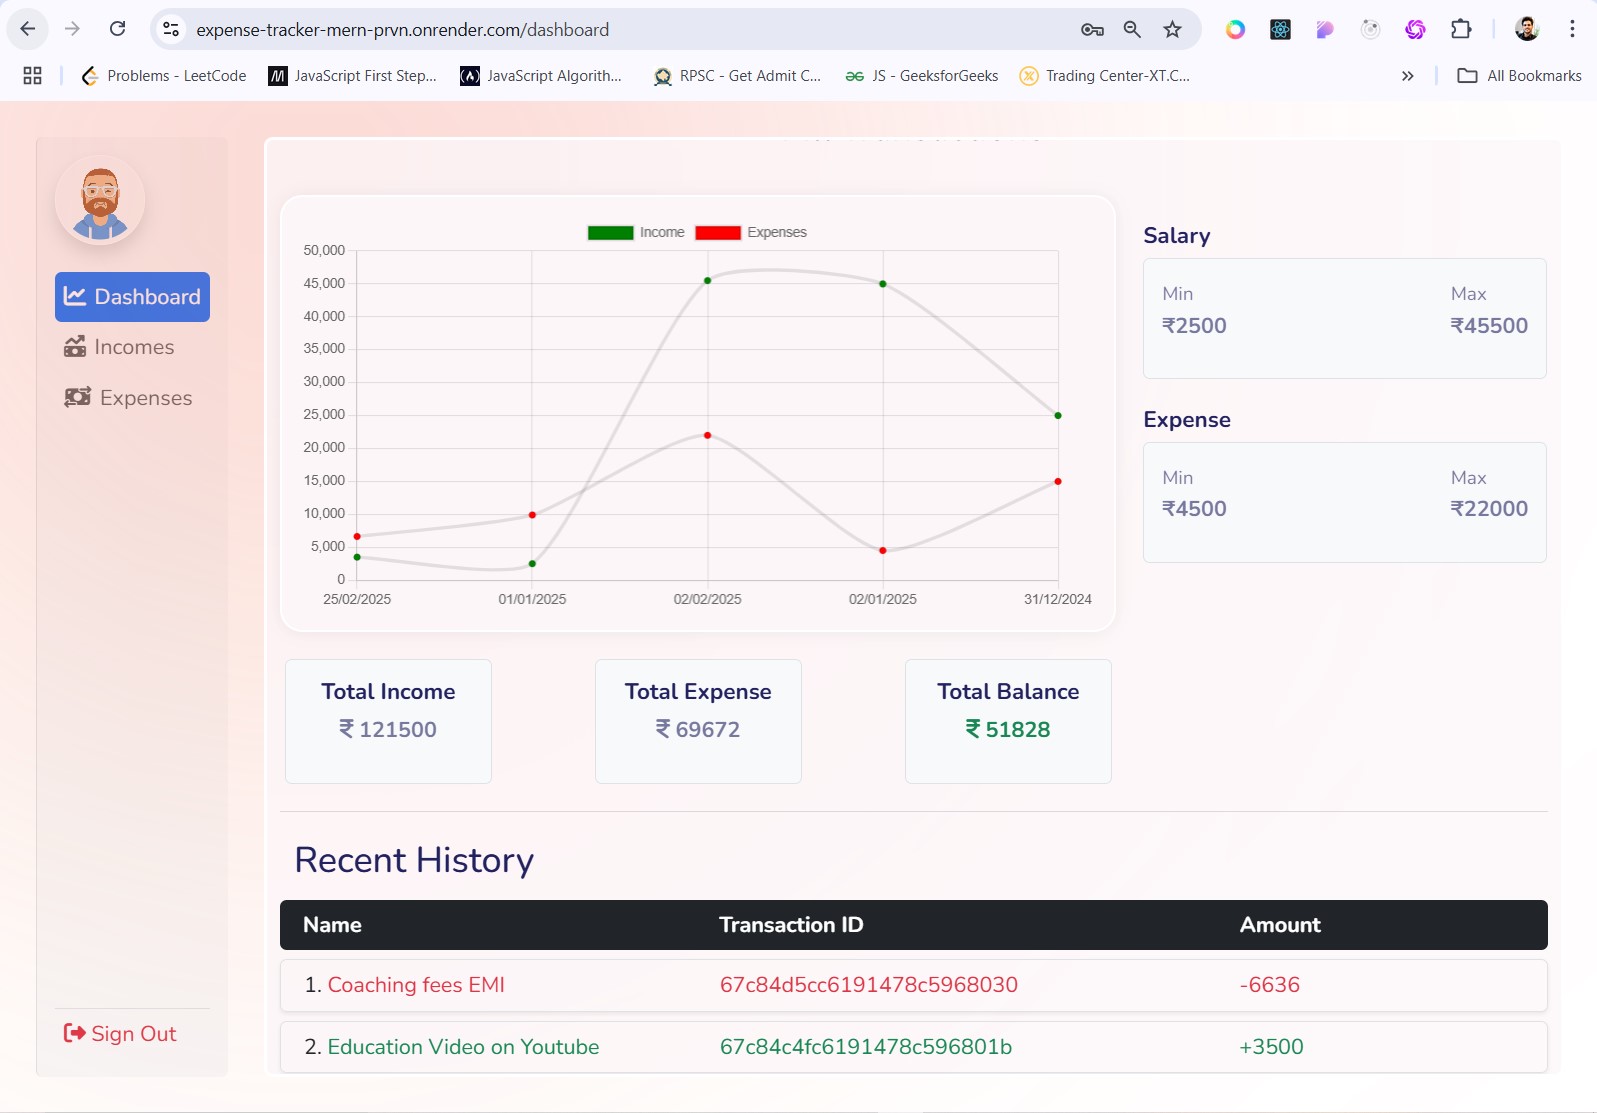 expense-tracker-mern-prvn.onrender.com/dashboard
Problems - LeetCode
JavaScript First Step...
JavaScript Algorith...
RPSC - Get Admit C...
JS - GeeksforGeeks
Trading Center-XT.C...
All Bookmarks
Dashboard
Incomes
Expenses
Sign Out
Income Expenses
50,000
45,000
40,000
35,000
30,000
25,000
20,000
15,000
10,000
5,000
0
25/02/2025 01/01/2025 02/02/2025 02/01/2025 31/12/2024
Salary
Min Max
₹2500 ₹45500
Expense
Min Max
₹4500 ₹22000
Total Income
₹ 121500
Total Expense
₹ 69672
Total Balance
₹ 51828
Recent History
Name Transaction ID Amount
1. Coaching fees EMI 67c84d5cc6191478c5968030 -6636
2. Education Video on Youtube 67c84c4fc6191478c596801b +3500